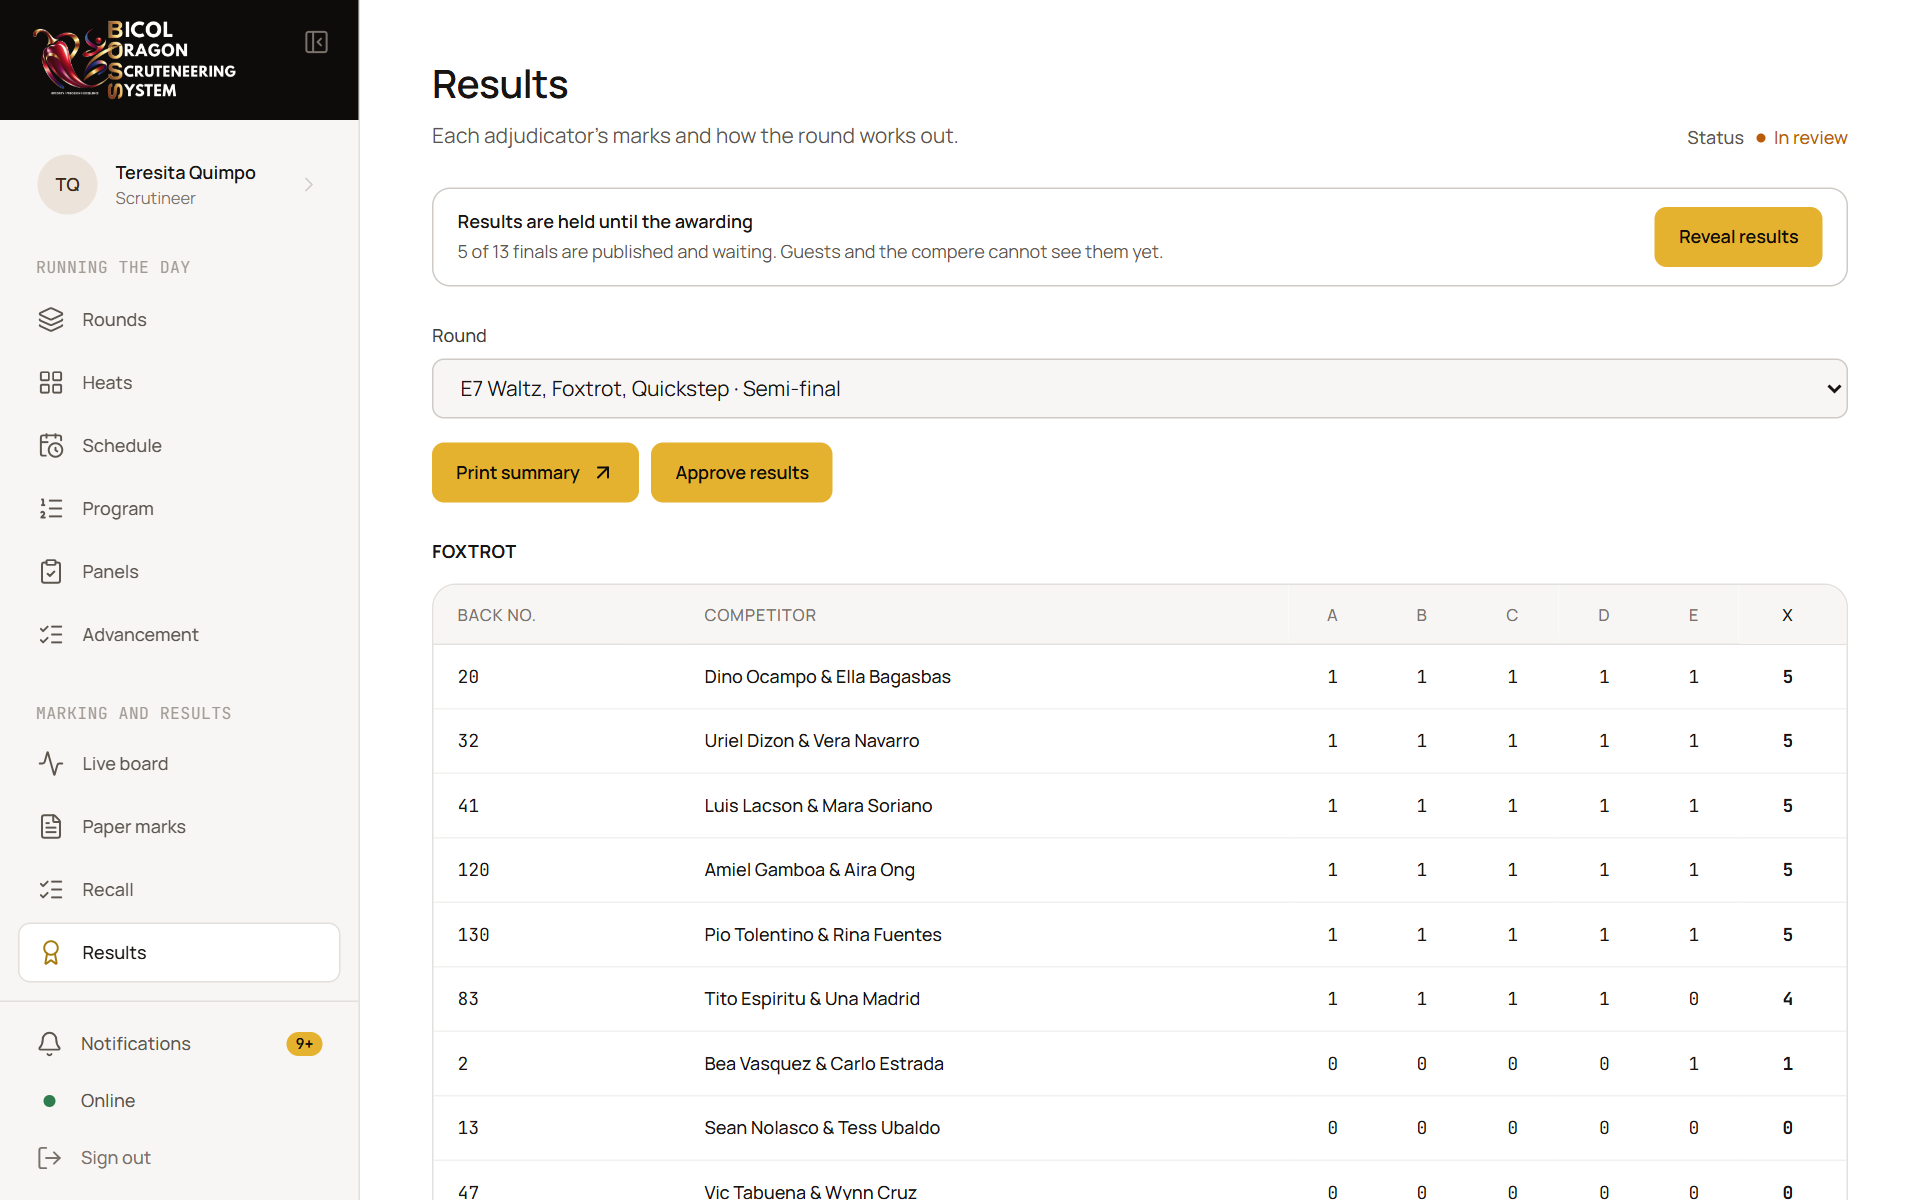 BICOL
DRAGON
SCRUTENEERING
SYSTEM
TQ
Teresita Quimpo
Scrutineer
RUNNING THE DAY
Rounds
Heats
Schedule
Program
Panels
Advancement
MARKING AND RESULTS
Live board
Paper marks
Recall
Results
Notifications 9+
Online
Sign out
Results
Each adjudicator's marks and how the round works out.
Status In review
Results are held until the awarding
5 of 13 finals are published and waiting. Guests and the compere cannot see them yet.
Reveal results
Round
E7 Waltz, Foxtrot, Quickstep · Semi-final
Print summary Approve results
FOXTROT
BACK NO. COMPETITOR A B C D E X
20 Dino Ocampo & Ella Bagasbas 1 1 1 1 1 5
32 Uriel Dizon & Vera Navarro 1 1 1 1 1 5
41 Luis Lacson & Mara Soriano 1 1 1 1 1 5
120 Amiel Gamboa & Aira Ong 1 1 1 1 1 5
130 Pio Tolentino & Rina Fuentes 1 1 1 1 1 5
83 Tito Espiritu & Una Madrid 1 1 1 1 0 4
2 Bea Vasquez & Carlo Estrada 0 0 0 0 1 1
13 Sean Nolasco & Tess Ubaldo 0 0 0 0 0 0
47 Vic Tabuena & Wynn Cruz 0 0 0 0 0 0